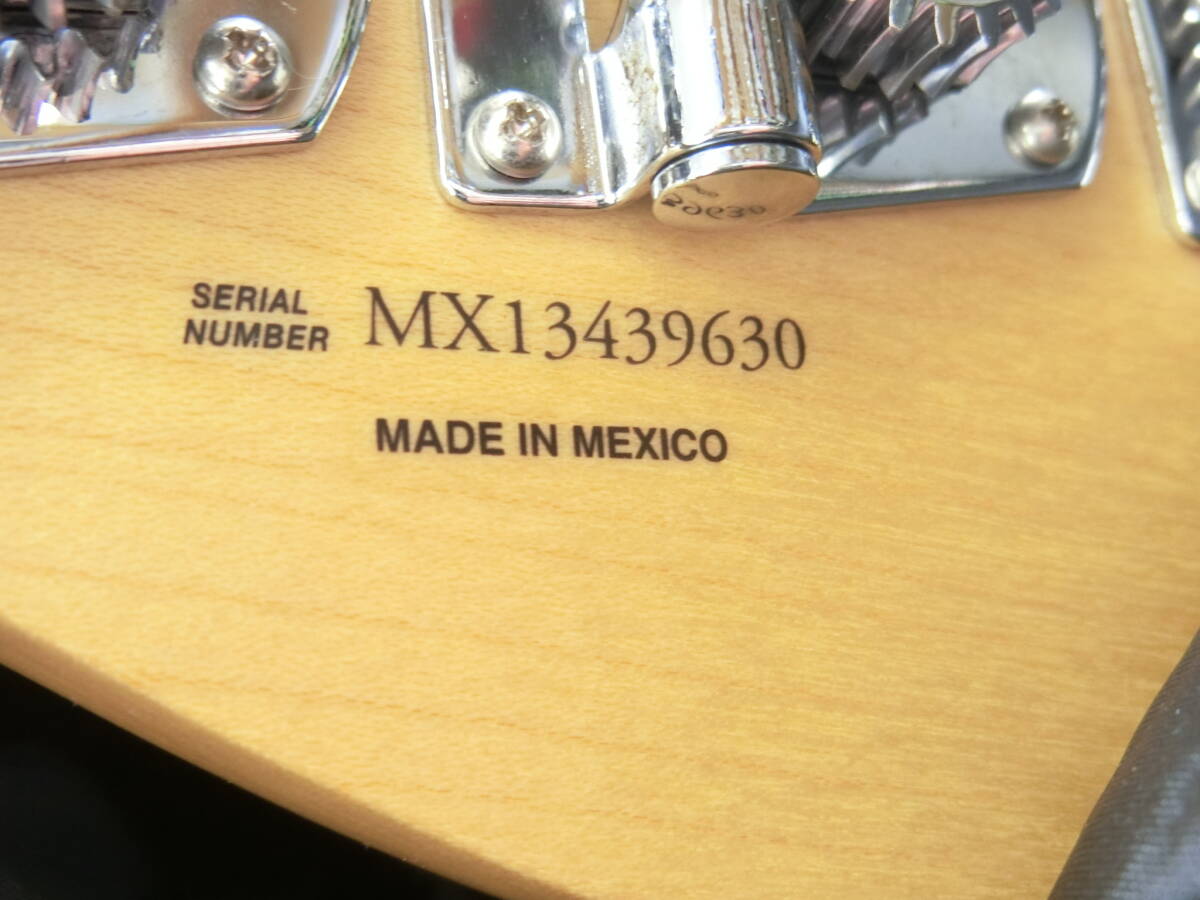 SERIAL
NUMBER
MX13439630
MADE IN MEXICO